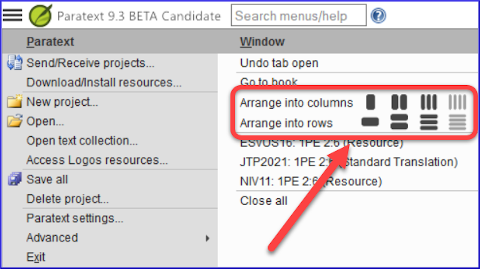 Paratext 9.3 BETA Candidate
Search menus/help
?
Paratext
Send/Receive projects...
Download/Install resources...
New project...
Open...
Open text collection...
Access Logos resources...
Save all
Delete project...
Paratext settings...
Advanced
Exit
Window
Undo tab open
Go to book
Arrange into columns
Arrange into rows
ESVUS16: 1PE 2:6 (Resource)
JTP2021: 1PE 2:6 (Standard Translation)
NIV11: 1PE 2:6 (Resource)
Close all